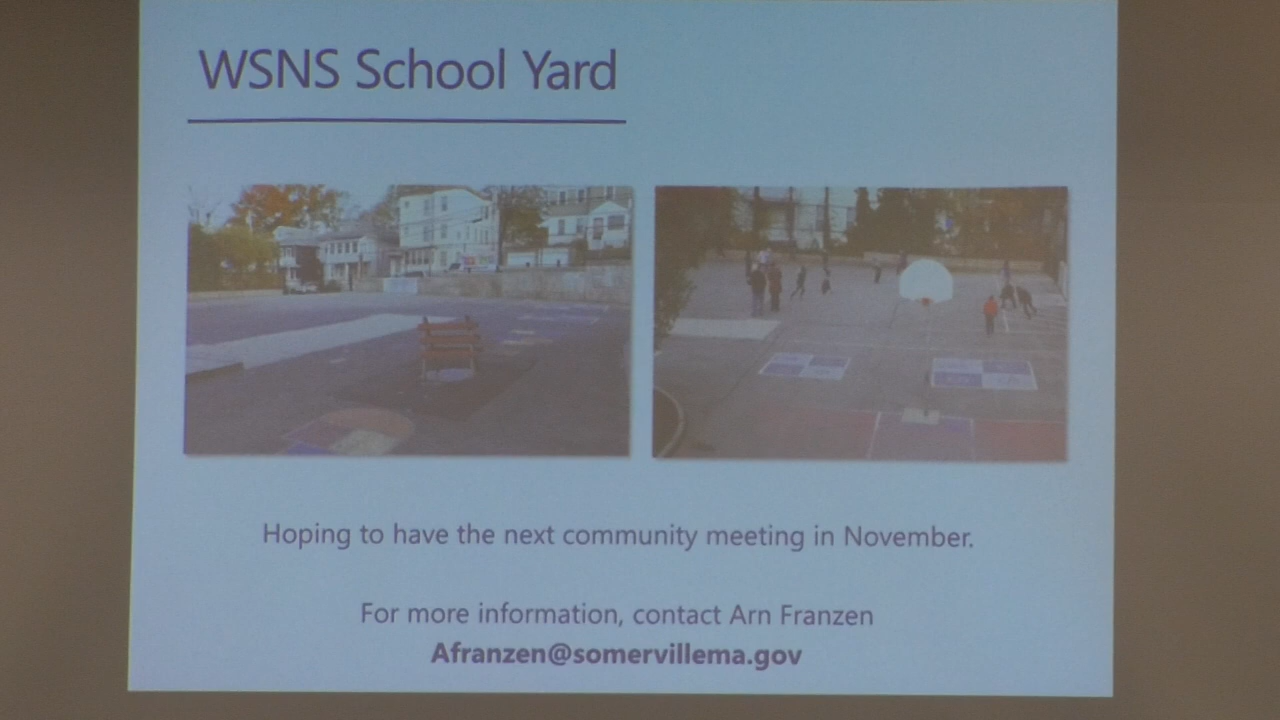 WSNS School Yard
Hoping to have the next community meeting in November.
For more information, contact Arn Franzen
Afranzen@somervillema.gov